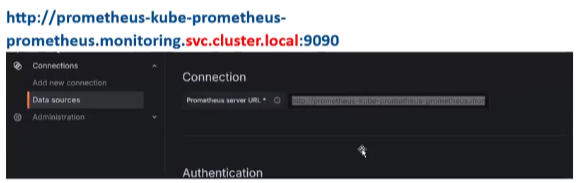 http://prometheus-kube-prometheus-
prometheus.monitoring.svc.cluster.local:9090
Connections
Add new connection
Data sources
Administration
Connection
Prometheus server URL *
http://prometheus-kube-prometheus-prometheus.mor
Authentication